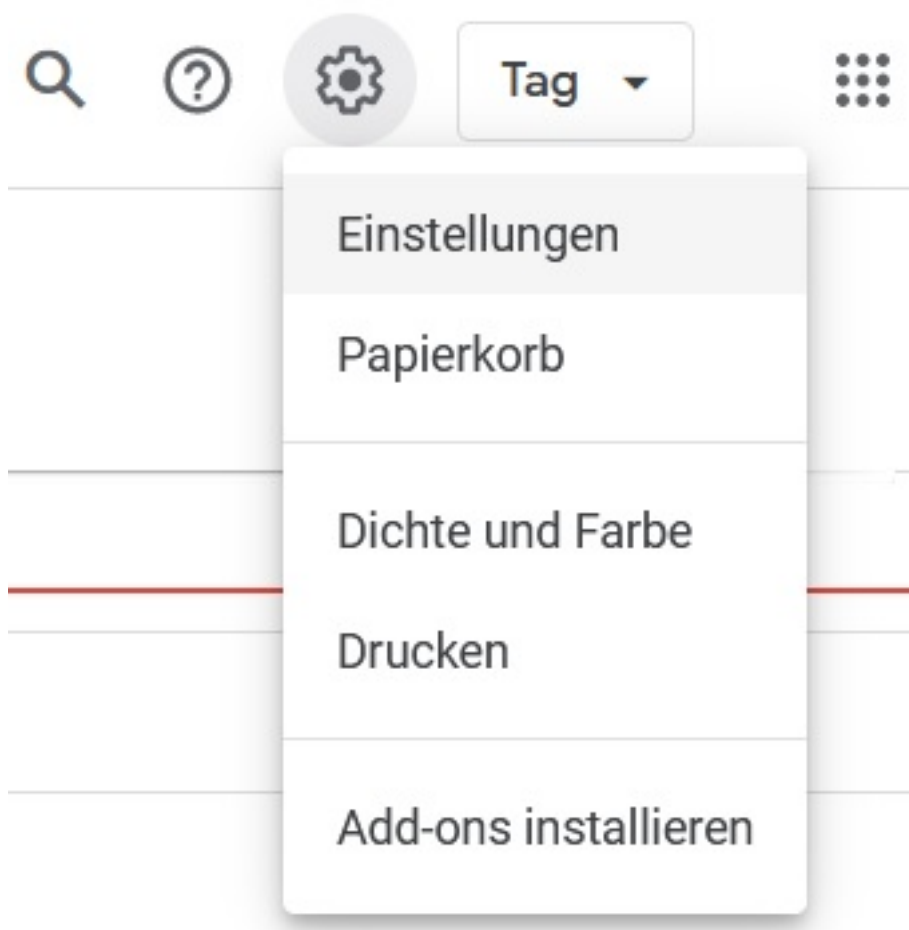 Tag
Einstellungen
Papierkorb
Dichte und Farbe
Drucken
Add-ons installieren